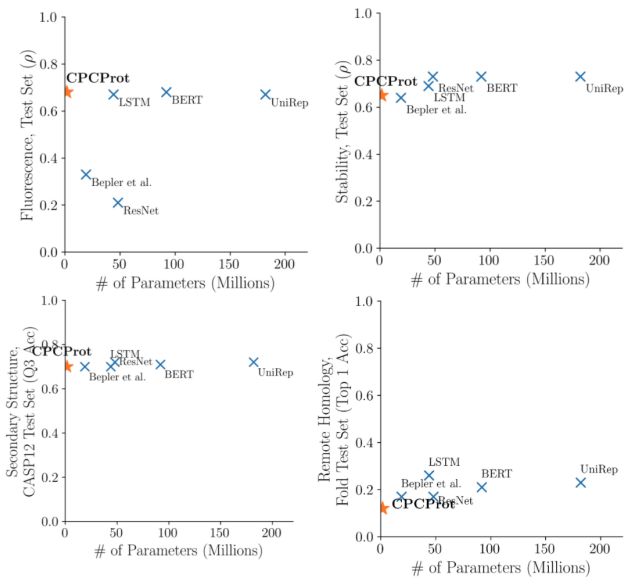 1.0
0.8
0.6
0.4
0.2
0.0
Fluorescence, Test Set (ρ)
CPCProt
LSTM
BERT
UniRep
Bepler et al.
ResNet
0
50
100
150
200
# of Parameters (Millions)
1.0
0.8
0.6
0.4
0.2
0.0
Stability, Test Set (ρ)
CPCProt
ResNet
BERT
UniRep
LSTM
Bepler et al.
0
50
100
150
200
# of Parameters (Millions)
1.0
0.8
0.6
0.4
0.2
0.0
Secondary Structure,
CASP12 Test Set (Q3 Acc)
CPCProt
LSTM
ResNet
Bepler et al.
BERT
UniRep
0
50
100
150
200
# of Parameters (Millions)
1.0
0.8
0.6
0.4
0.2
0.0
Remote Homology,
Fold Test Set (Top 1 Acc)
LSTM
BERT
UniRep
Bepler et al.
CPCProt
ResNet
0
50
100
150
200
# of Parameters (Millions)